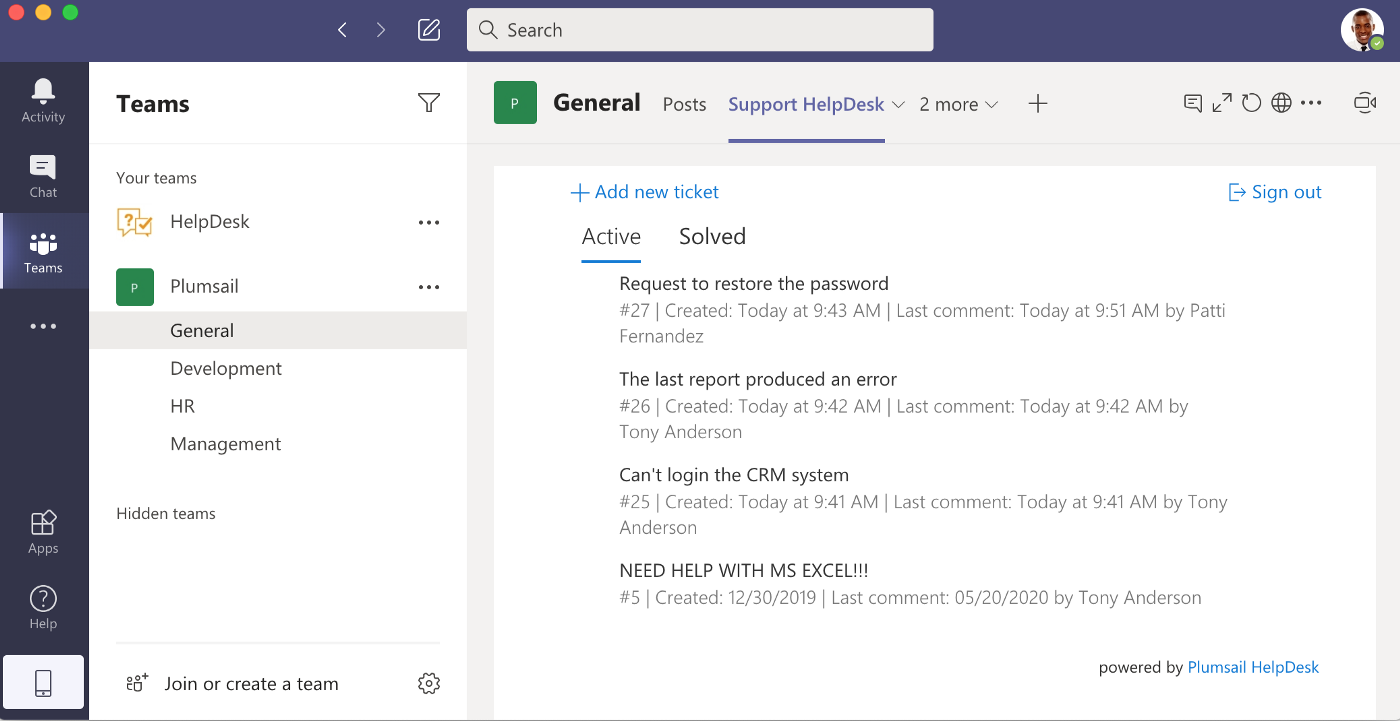 Search
Activity
Chat
Teams
Apps
Help
Teams
Your teams
HelpDesk
P
Plumsail
General
Development
HR
Management
Hidden teams
Join or create a team
P
General Posts Support HelpDesk 2 more
+ Add new ticket
Sign out
Active Solved
Request to restore the password
#27 | Created: Today at 9:43 AM | Last comment: Today at 9:51 AM by Patti
Fernandez
The last report produced an error
#26 | Created: Today at 9:42 AM | Last comment: Today at 9:42 AM by
Tony Anderson
Can't login the CRM system
#25 | Created: Today at 9:41 AM | Last comment: Today at 9:41 AM by Tony
Anderson
NEED HELP WITH MS EXCEL!!!
#5 | Created: 12/30/2019 | Last comment: 05/20/2020 by Tony Anderson
powered by Plumsail HelpDesk